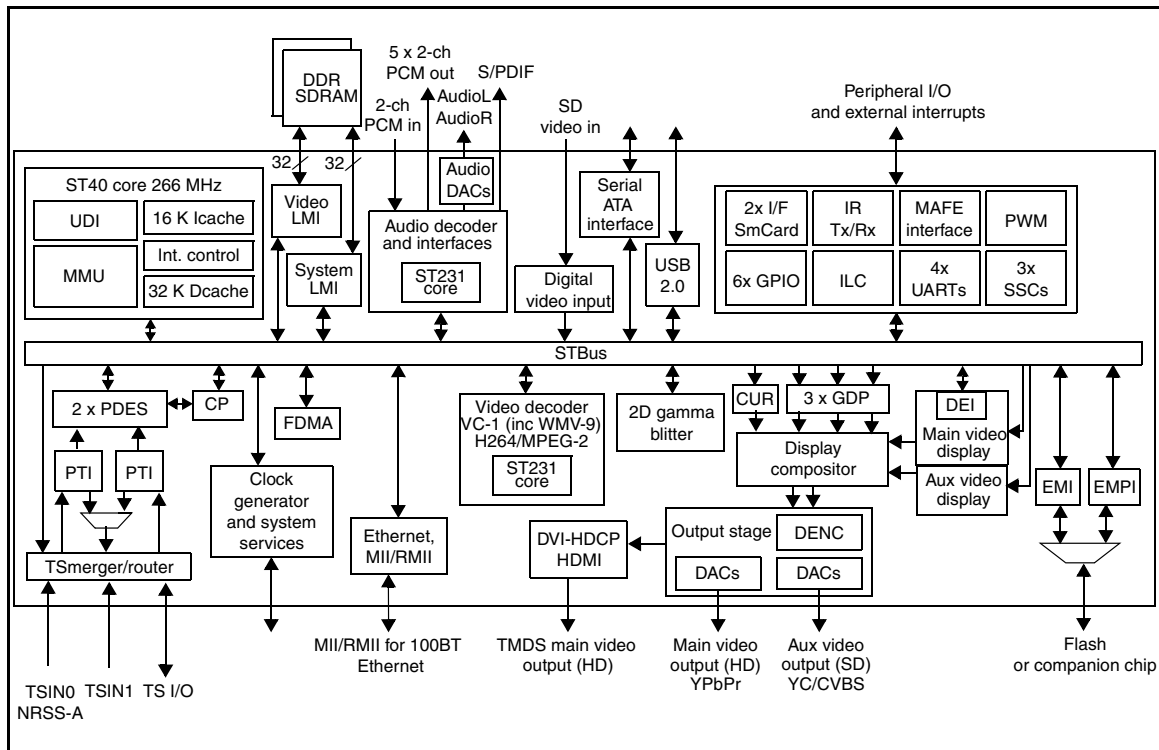 5 x 2-ch
PCM out
S/PDIF
DDR
SDRAM
2-ch
PCM in
AudioL
AudioR
SD
video in
Peripheral I/O
and external interrupts
32
32
ST40 core 266 MHz
UDI
16 K Icache
MMU
Int. control
32 K Dcache
Video
LMI
System
LMI
Audio
DACs
Audio decoder
and interfaces
ST231
core
Digital
video input
Serial
ATA
interface
USB
2.0
2x I/F
SmCard
IR
Tx/Rx
MAFE
interface
PWM
6x GPIO
ILC
4x
UARTs
3x
SSCs
STBus
2 x PDES
CP
FDMA
PTI
PTI
TSmerger/router
Clock
generator
and system
services
Ethernet,
MII/RMII
Video decoder
VC-1 (inc WMV-9)
H264/MPEG-2
ST231
core
2D gamma
blitter
CUR
3 x GDP
Display
compositor
DEI
Main video
display
Aux video
display
EMI
EMPI
DVI-HDCP
HDMI
Output stage
DENC
DACs
DACs
TSIN0
NRSS-A
TSIN1
TS I/O
MII/RMII for 100BT
Ethernet
TMDS main video
output (HD)
Main video
output (HD)
YPbPr
Aux video
output (SD)
YC/CVBS
Flash
or companion chip